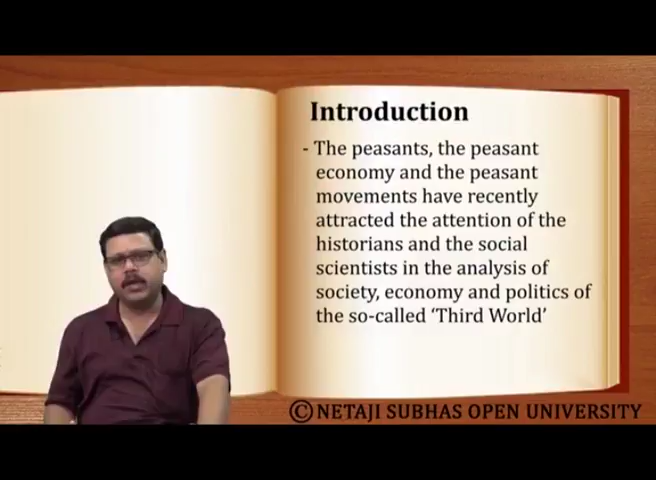 Introduction
- The peasants, the peasant
economy and the peasant
movements have recently
attracted the attention of the
historians and the social
scientists in the analysis of
society, economy and politics of
the so-called ‘Third World’
©NETAJI SUBHAS OPEN UNIVERSITY